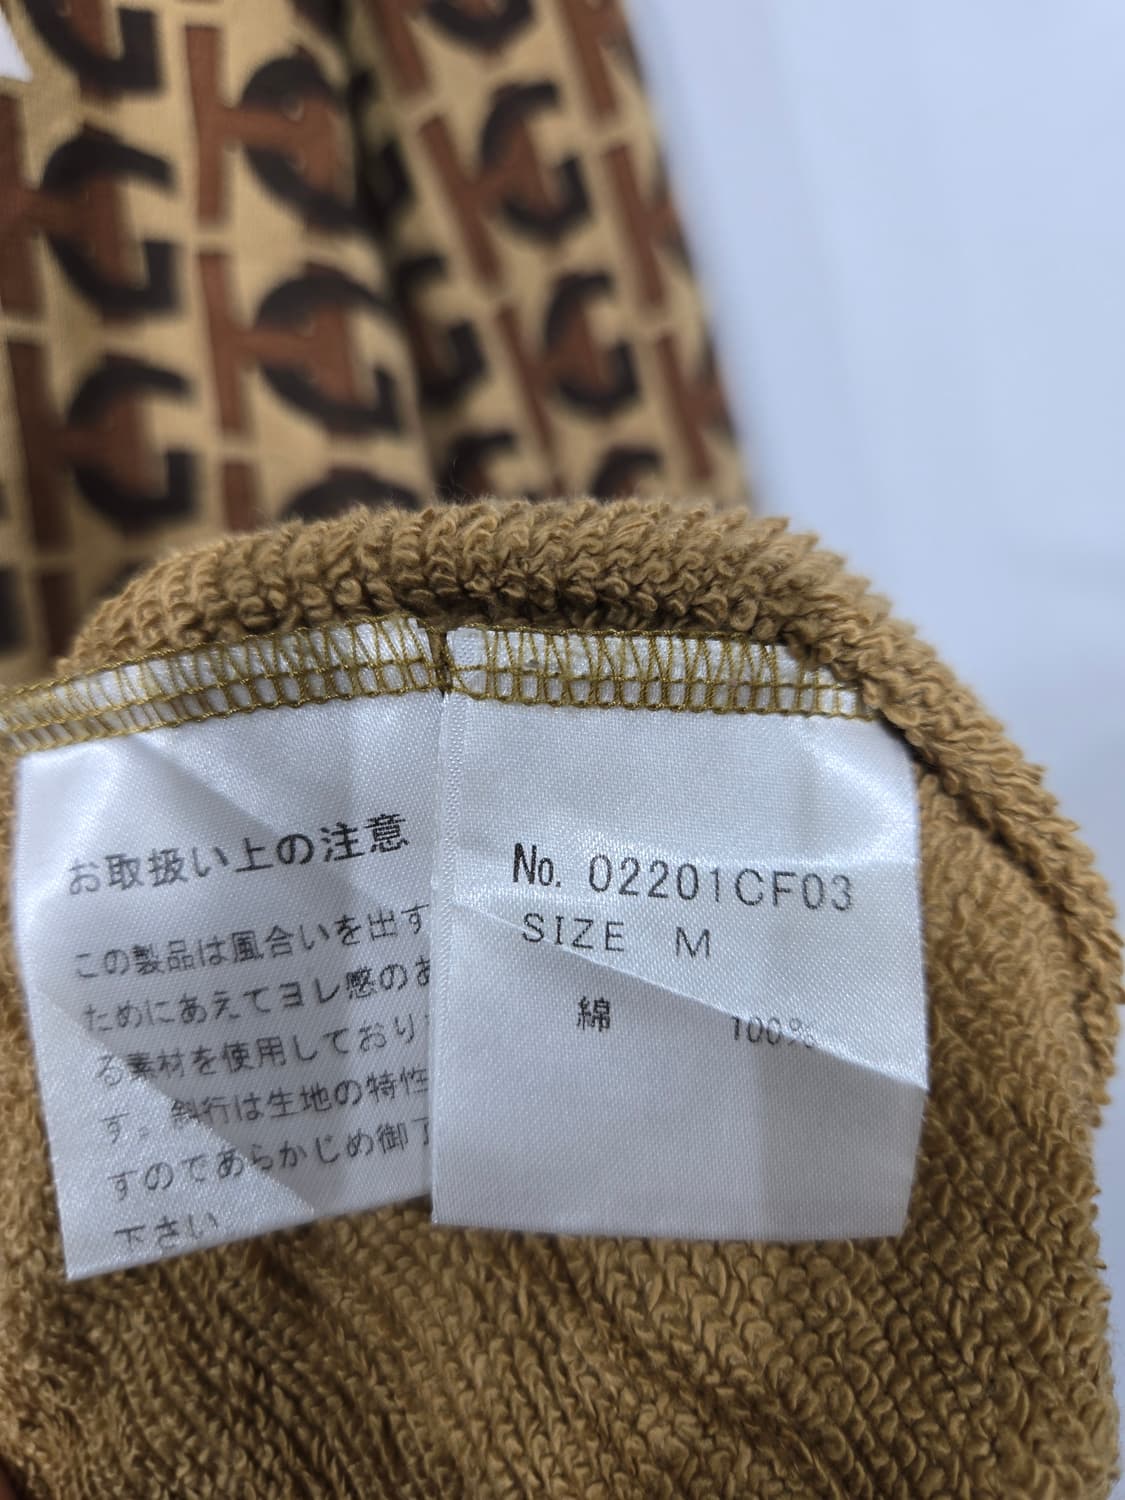 お取扱い上の注意
この製品は風合いを出す
ためにあえてヨレ感のあ
る素材を使用しており
す。斜行は生地の特性
すのであらかじめ御了
下さい
No. 02201CF03
SIZE M
綿 100%